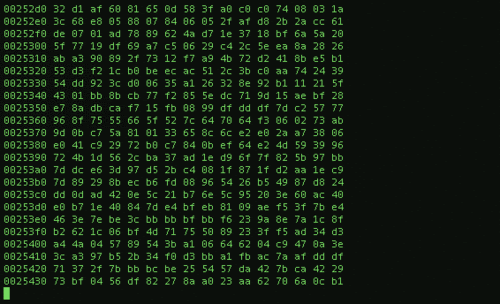 00252d0 32 d1 af 60 81 65 0d 58 3f a0 c0 c0 74 08 03 1a
00252e0 3c 68 e8 05 88 07 84 06 05 2f af d8 2b 2a cc 61
00252f0 de 07 01 ad 78 89 62 4a d7 1e 37 18 bf 6a 5a 20
0025300 5f 77 19 df 69 a7 c5 06 29 c4 2c 5e ea 8a 28 26
0025310 ab a3 90 89 2f 73 12 f7 a9 4b 72 d2 41 8b e5 b1
0025320 53 d3 f2 1c b0 be ec ac 51 2c 3b c0 aa 74 24 39
0025330 54 dd 92 3c d0 06 35 a1 26 32 8e 92 b1 11 21 5f
0025340 43 01 bb 8b cb 77 f2 85 5e dc 71 9d 15 ae bf 28
0025350 e7 8a db ca f7 15 fb 08 99 df dd df 7d c2 57 77
0025360 96 8f 75 55 66 5f 52 7c 64 70 64 f3 06 02 73 ab
0025370 9d 0b c7 5a 81 01 33 65 8c 6c e2 e0 2a a7 38 06
0025380 e0 41 c9 29 72 b0 c7 84 0b ef 64 e2 4d 59 39 96
0025390 72 4b 1d 56 2c ba 37 ad 1e d9 6f 7f 82 5b 97 bb
00253a0 7d dc e6 3d 97 d5 2b c4 08 1f 87 1f d2 aa 1e c9
00253b0 7d 89 29 8b ec b6 fd 08 96 54 26 b5 49 87 d8 24
00253c0 dd 0d ad 42 0e 5c 21 b7 6e 5c 95 20 3e 60 ac 40
00253d0 e0 b7 1e 40 84 7d e4 bf eb 81 09 ae f5 3f 7b e4
00253e0 46 3e 7e be 3c bb bb bf bb f6 23 9a 8e 7a 1c 8f
00253f0 b2 62 1c 06 bf 4d 71 75 50 89 23 3f f5 ad 34 d3
0025400 a4 4a 04 57 89 54 3b a1 06 64 62 04 c9 47 0a 3e
0025410 3c a3 97 b5 2b 34 f0 d3 bb a1 fb ac 7a af dd df
0025420 71 37 2f 7b bb bc be 25 54 57 da 42 7b ca 42 29
0025430 73 bf 04 56 df 82 27 8a a0 23 aa 62 70 6a 0c b1